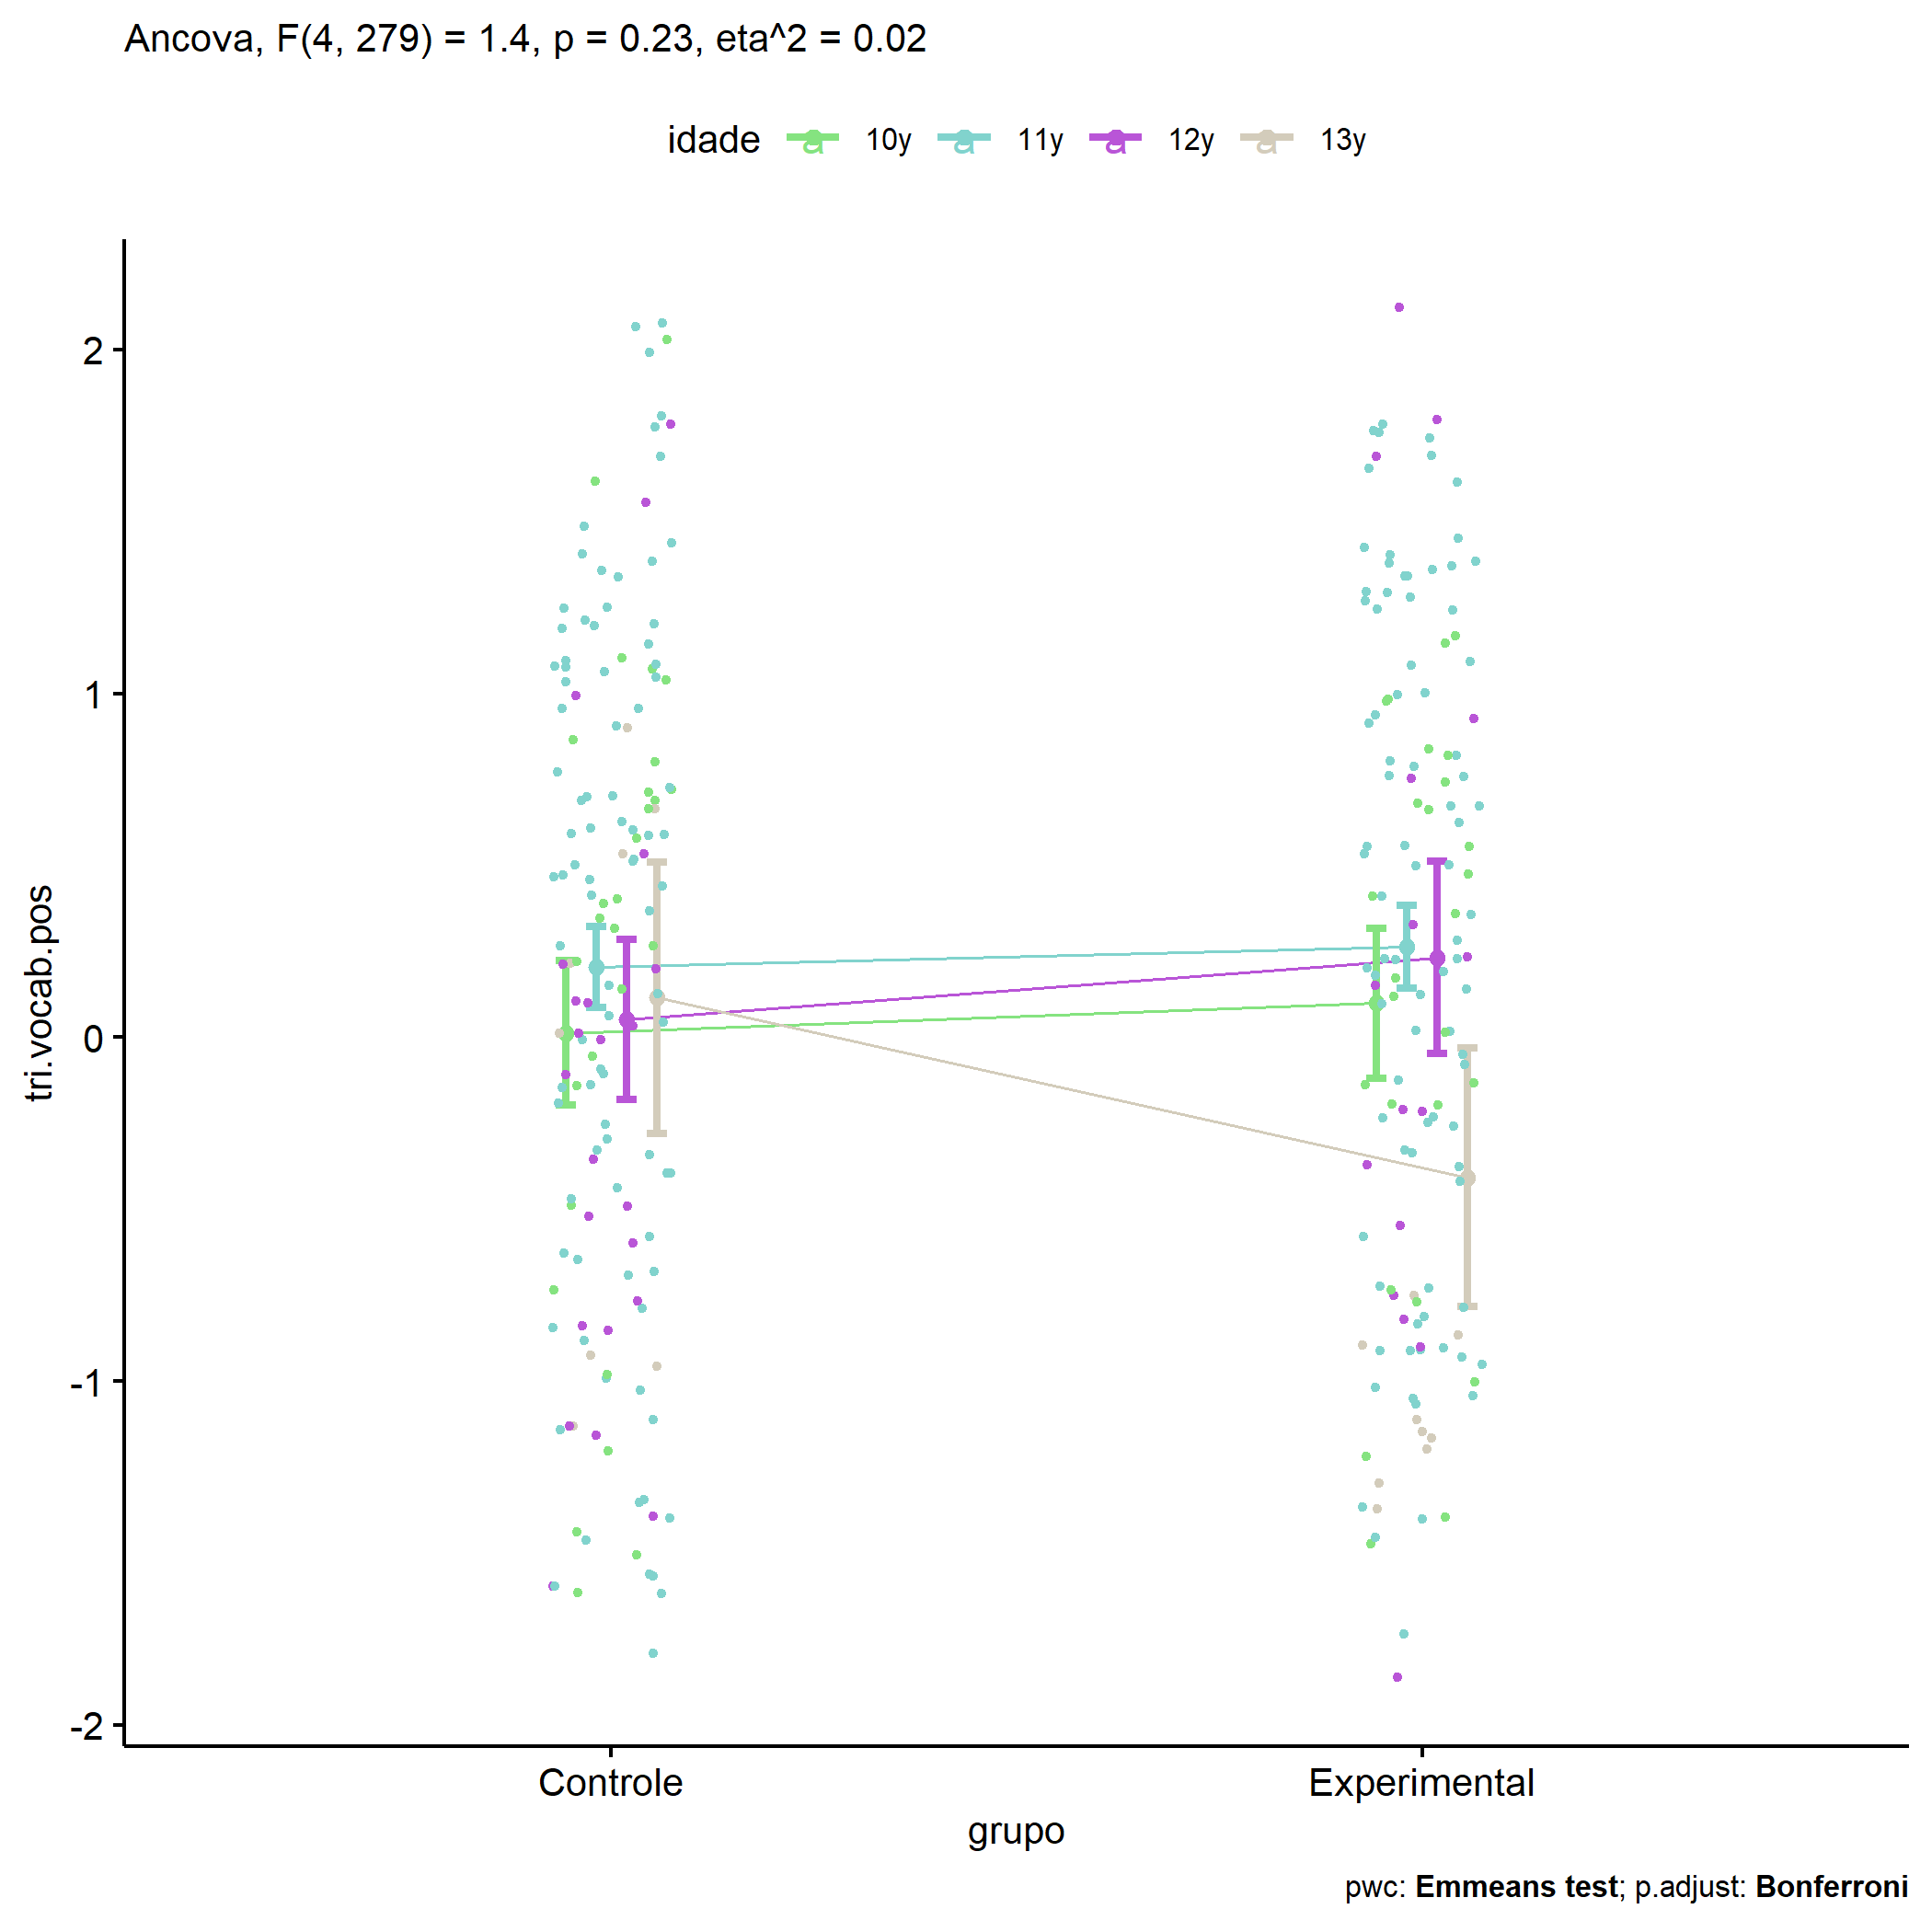 Ancova, F(4, 279) = 1.4, p = 0.23, eta^2 = 0.02
idade a 10y a 11y a 12y a 13y
tri.vocab.pos
2
1
0
-1
-2
Controle Experimental
grupo
pwc: Emmeans test; p.adjust: Bonferroni